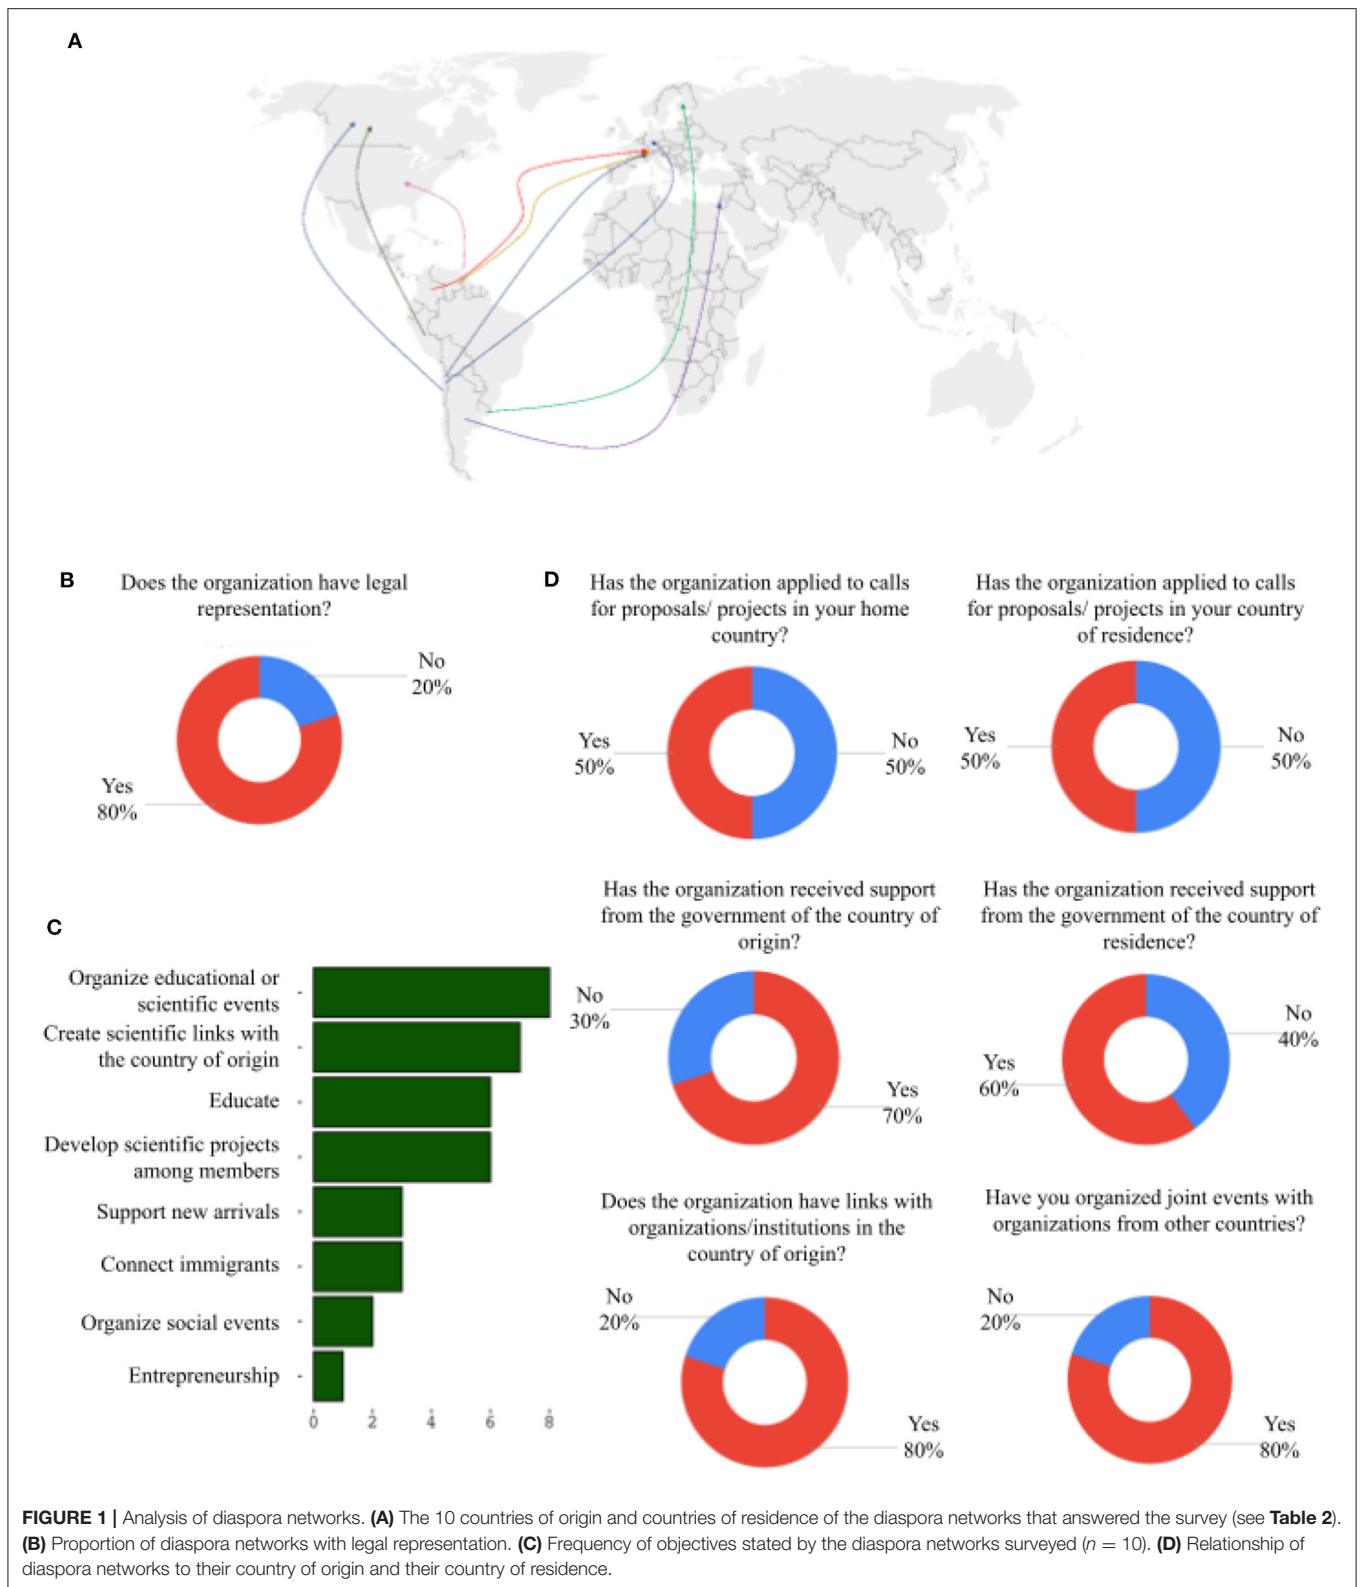 A
B
Does the organization have legal
representation?
No
20%
Yes
80%
C
Organize educational or
scientific events
Create scientific links with
the country of origin
Educate
Develop scientific projects
among members
Support new arrivals
Connect immigrants
Organize social events
Entrepreneurship
0 2 4 6 8
D
Has the organization applied to calls
for proposals/ projects in your home
country?
Yes
50%
No
50%
Has the organization applied to calls
for proposals/ projects in your country
of residence?
Yes
50%
No
50%
Has the organization received support
from the government of the country of
origin?
No
30%
Yes
70%
Has the organization received support
from the government of the country of
residence?
No
40%
Yes
60%
Does the organization have links with
organizations/institutions in the
country of origin?
No
20%
Yes
80%
Have you organized joint events with
organizations from other countries?
No
20%
Yes
80%
FIGURE 1 | Analysis of diaspora networks. (A) The 10 countries of origin and countries of residence of the diaspora networks that answered the survey (see Table 2).
(B) Proportion of diaspora networks with legal representation. (C) Frequency of objectives stated by the diaspora networks surveyed (n = 10). (D) Relationship of
diaspora networks to their country of origin and their country of residence.